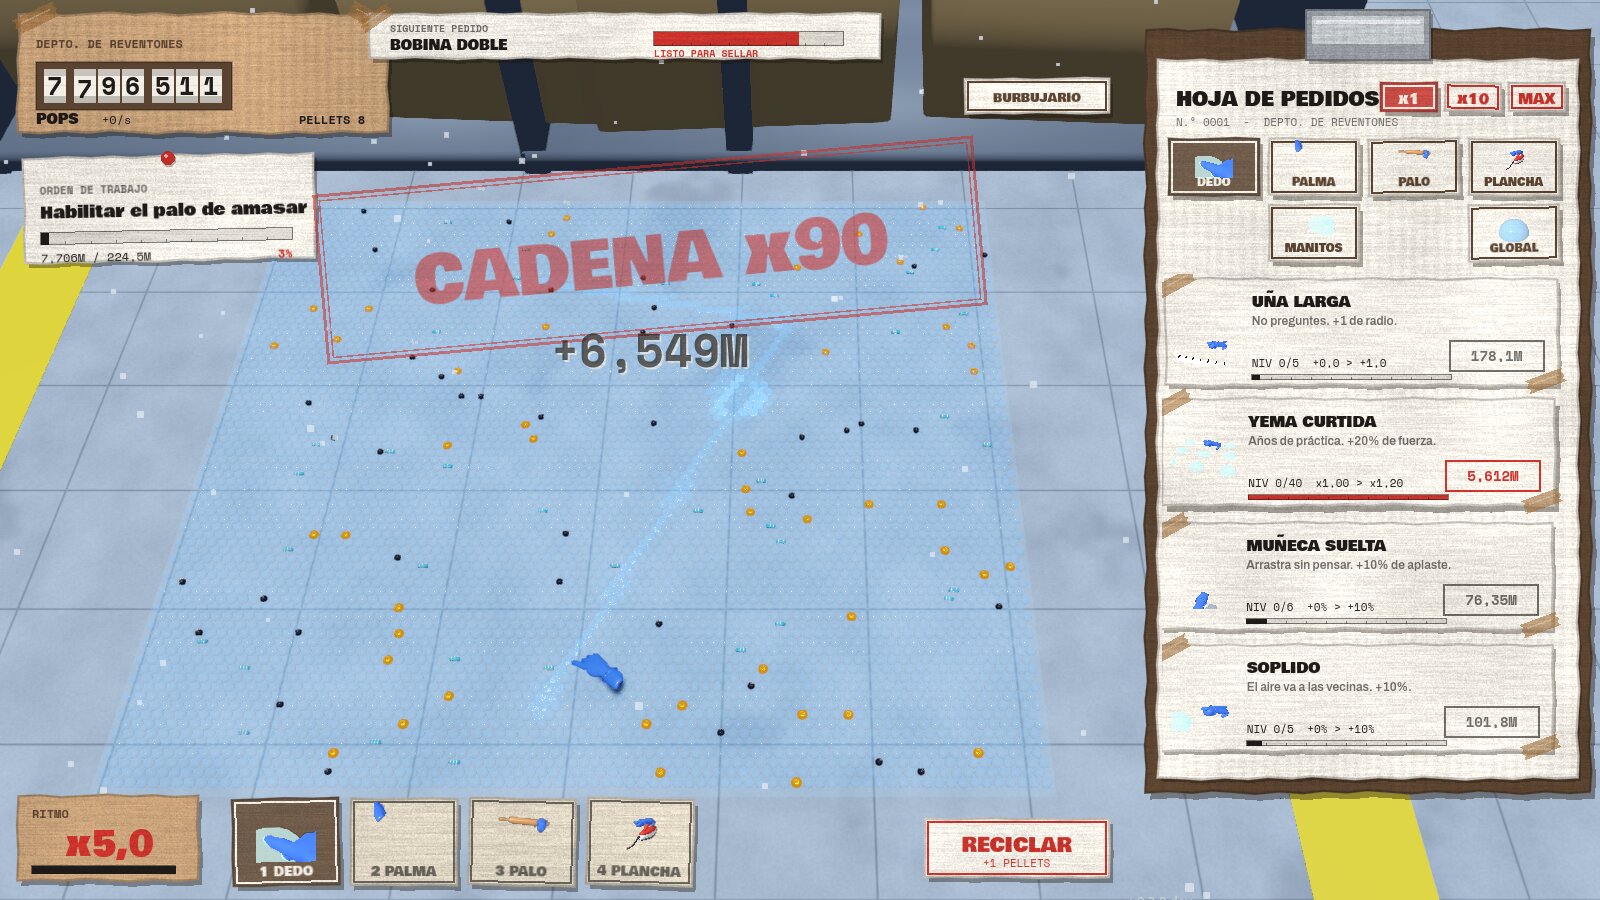 DEPTO. DE REVENTONES
7 796 511
POPS +0/s PELLETS 8
SIGUIENTE PEDIDO
BOBINA DOBLE
LISTO PARA SELLAR
BURBUJARIO
ORDEN DE TRABAJO
Habilitar el palo de amasar
7,706M / 224,5M 3%
CADENA x90
+6,549M
HOJA DE PEDIDOS x1 x10 MAX
N.° 0001 - DEPTO. DE REVENTONES
DEDO PALMA PALO PLANCHA
MANITOS GLOBAL
UÑA LARGA
No preguntes. +1 de radio.
NIV 0/5 +0,0 > +1,0 178,1M
YEMA CURTIDA
Años de práctica. +20% de fuerza.
NIV 0/40 x1,00 > x1,20 5,612M
MUÑECA SUELTA
Arrastra sin pensar. +10% de aplaste.
NIV 0/6 +0% > +10% 76,35M
SOPLIDO
El aire va a las vecinas. +10%.
NIV 0/5 +0% > +10% 101,8M
RITMO
x5,0
1 DEDO 2 PALMA 3 PALO 4 PLANCHA
RECICLAR
+1 PELLETS